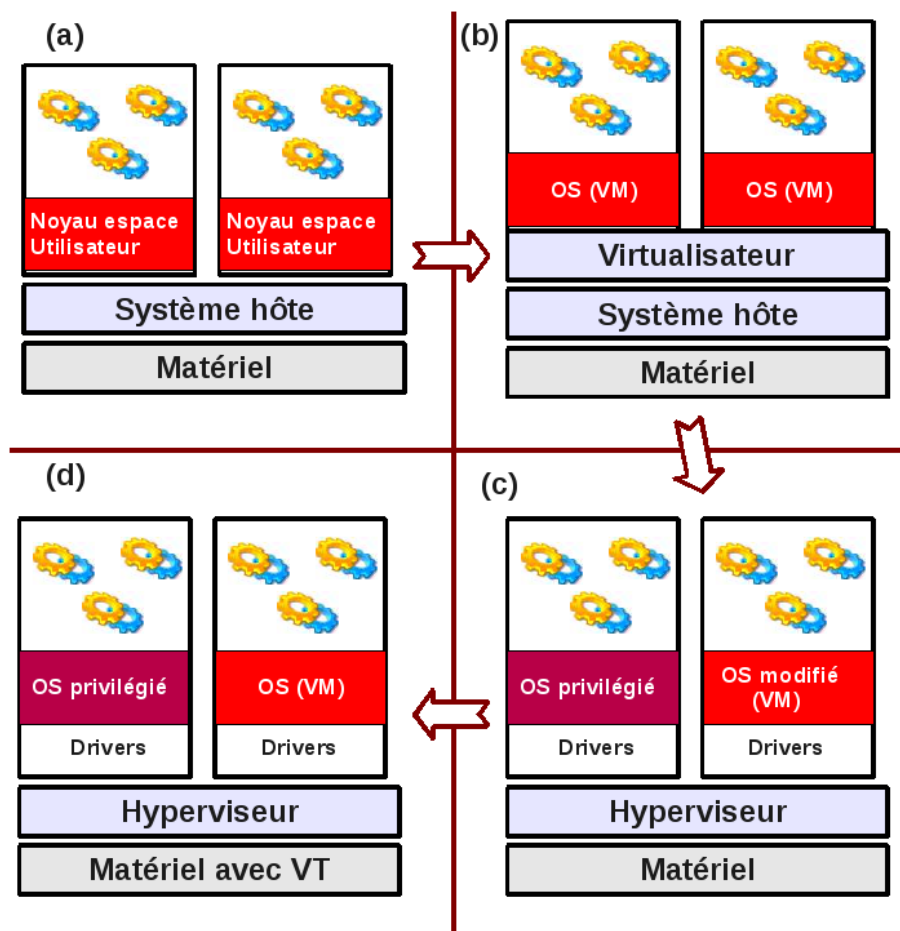 (a)
Noyau espace
Utilisateur
Noyau espace
Utilisateur
Système hôte
Matériel
(b)
OS (VM)
OS (VM)
Virtualisateur
Système hôte
Matériel
(d)
OS privilégié
OS (VM)
Drivers
Drivers
Hyperviseur
Matériel avec VT
(c)
OS privilégié
OS modifié
(VM)
Drivers
Drivers
Hyperviseur
Matériel